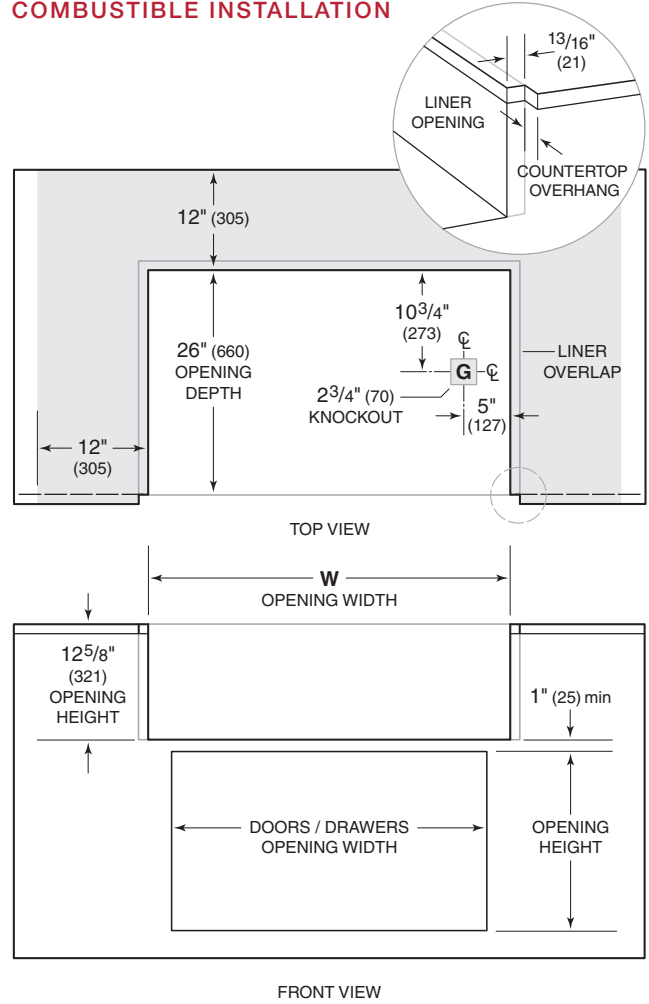 COMBUSTIBLE INSTALLATION
13/16"
(21)
LINER
OPENING
COUNTERTOP
OVERHANG
12" (305)
26" (660)
OPENING
DEPTH
10 3/4"
(273)
℄
G
℄
2 3/4" (70)
KNOCKOUT
5"
(127)
LINER
OVERLAP
12"
(305)
TOP VIEW
W
OPENING WIDTH
12 5/8"
(321)
OPENING
HEIGHT
1" (25) min
DOORS / DRAWERS
OPENING WIDTH
OPENING
HEIGHT
FRONT VIEW